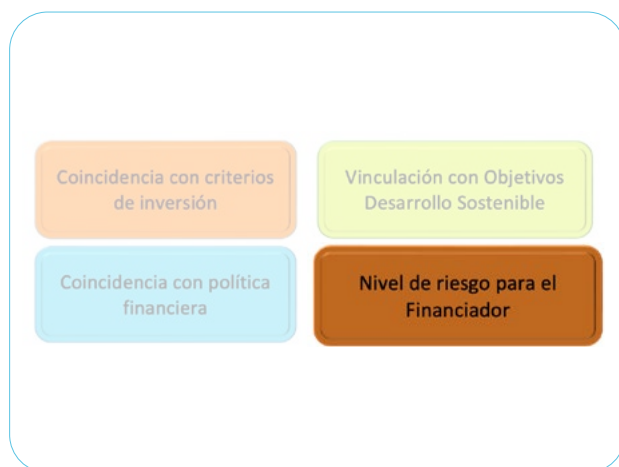 Coincidencia con criterios
de inversión
Vinculación con Objetivos
Desarrollo Sostenible
Coincidencia con política
financiera
Nivel de riesgo para el
Financiador